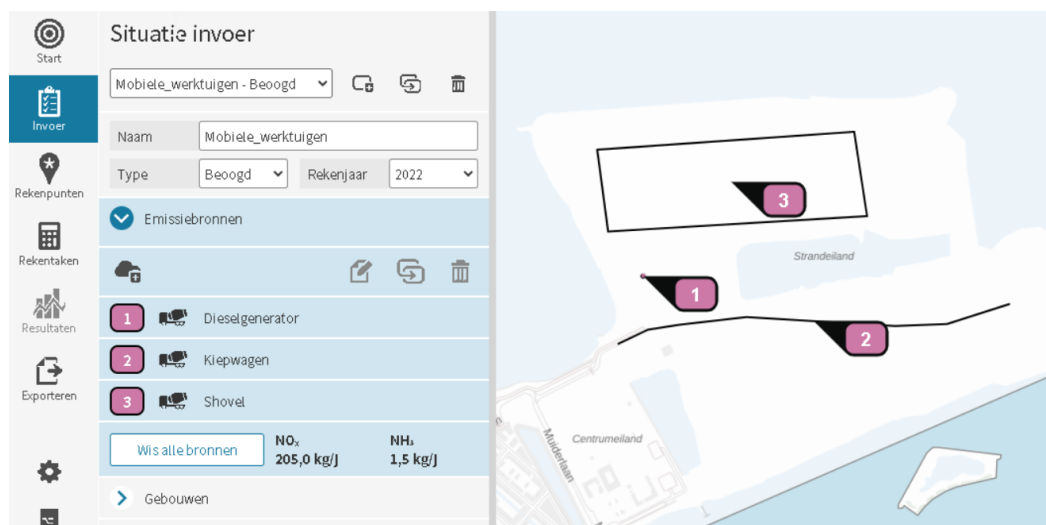 Start
Invoer
Rekenpunten
Rekentaken
Resultaten
Exporteren
Situatie invoer
Mobiele_werktuigen - Beoogd
Naam Mobiele_werktuigen
Type Beoogd Rekenjaar 2022
Emissiebronnen
1 Dieselgenerator
2 Kiepwagen
3 Shovel
Wis alle bronnen
NOₓ
205,0 kg/J
NH₃
1,5 kg/J
Gebouwen
3
Strandeiland
1
2
Centrumeiland
Muiderlaan